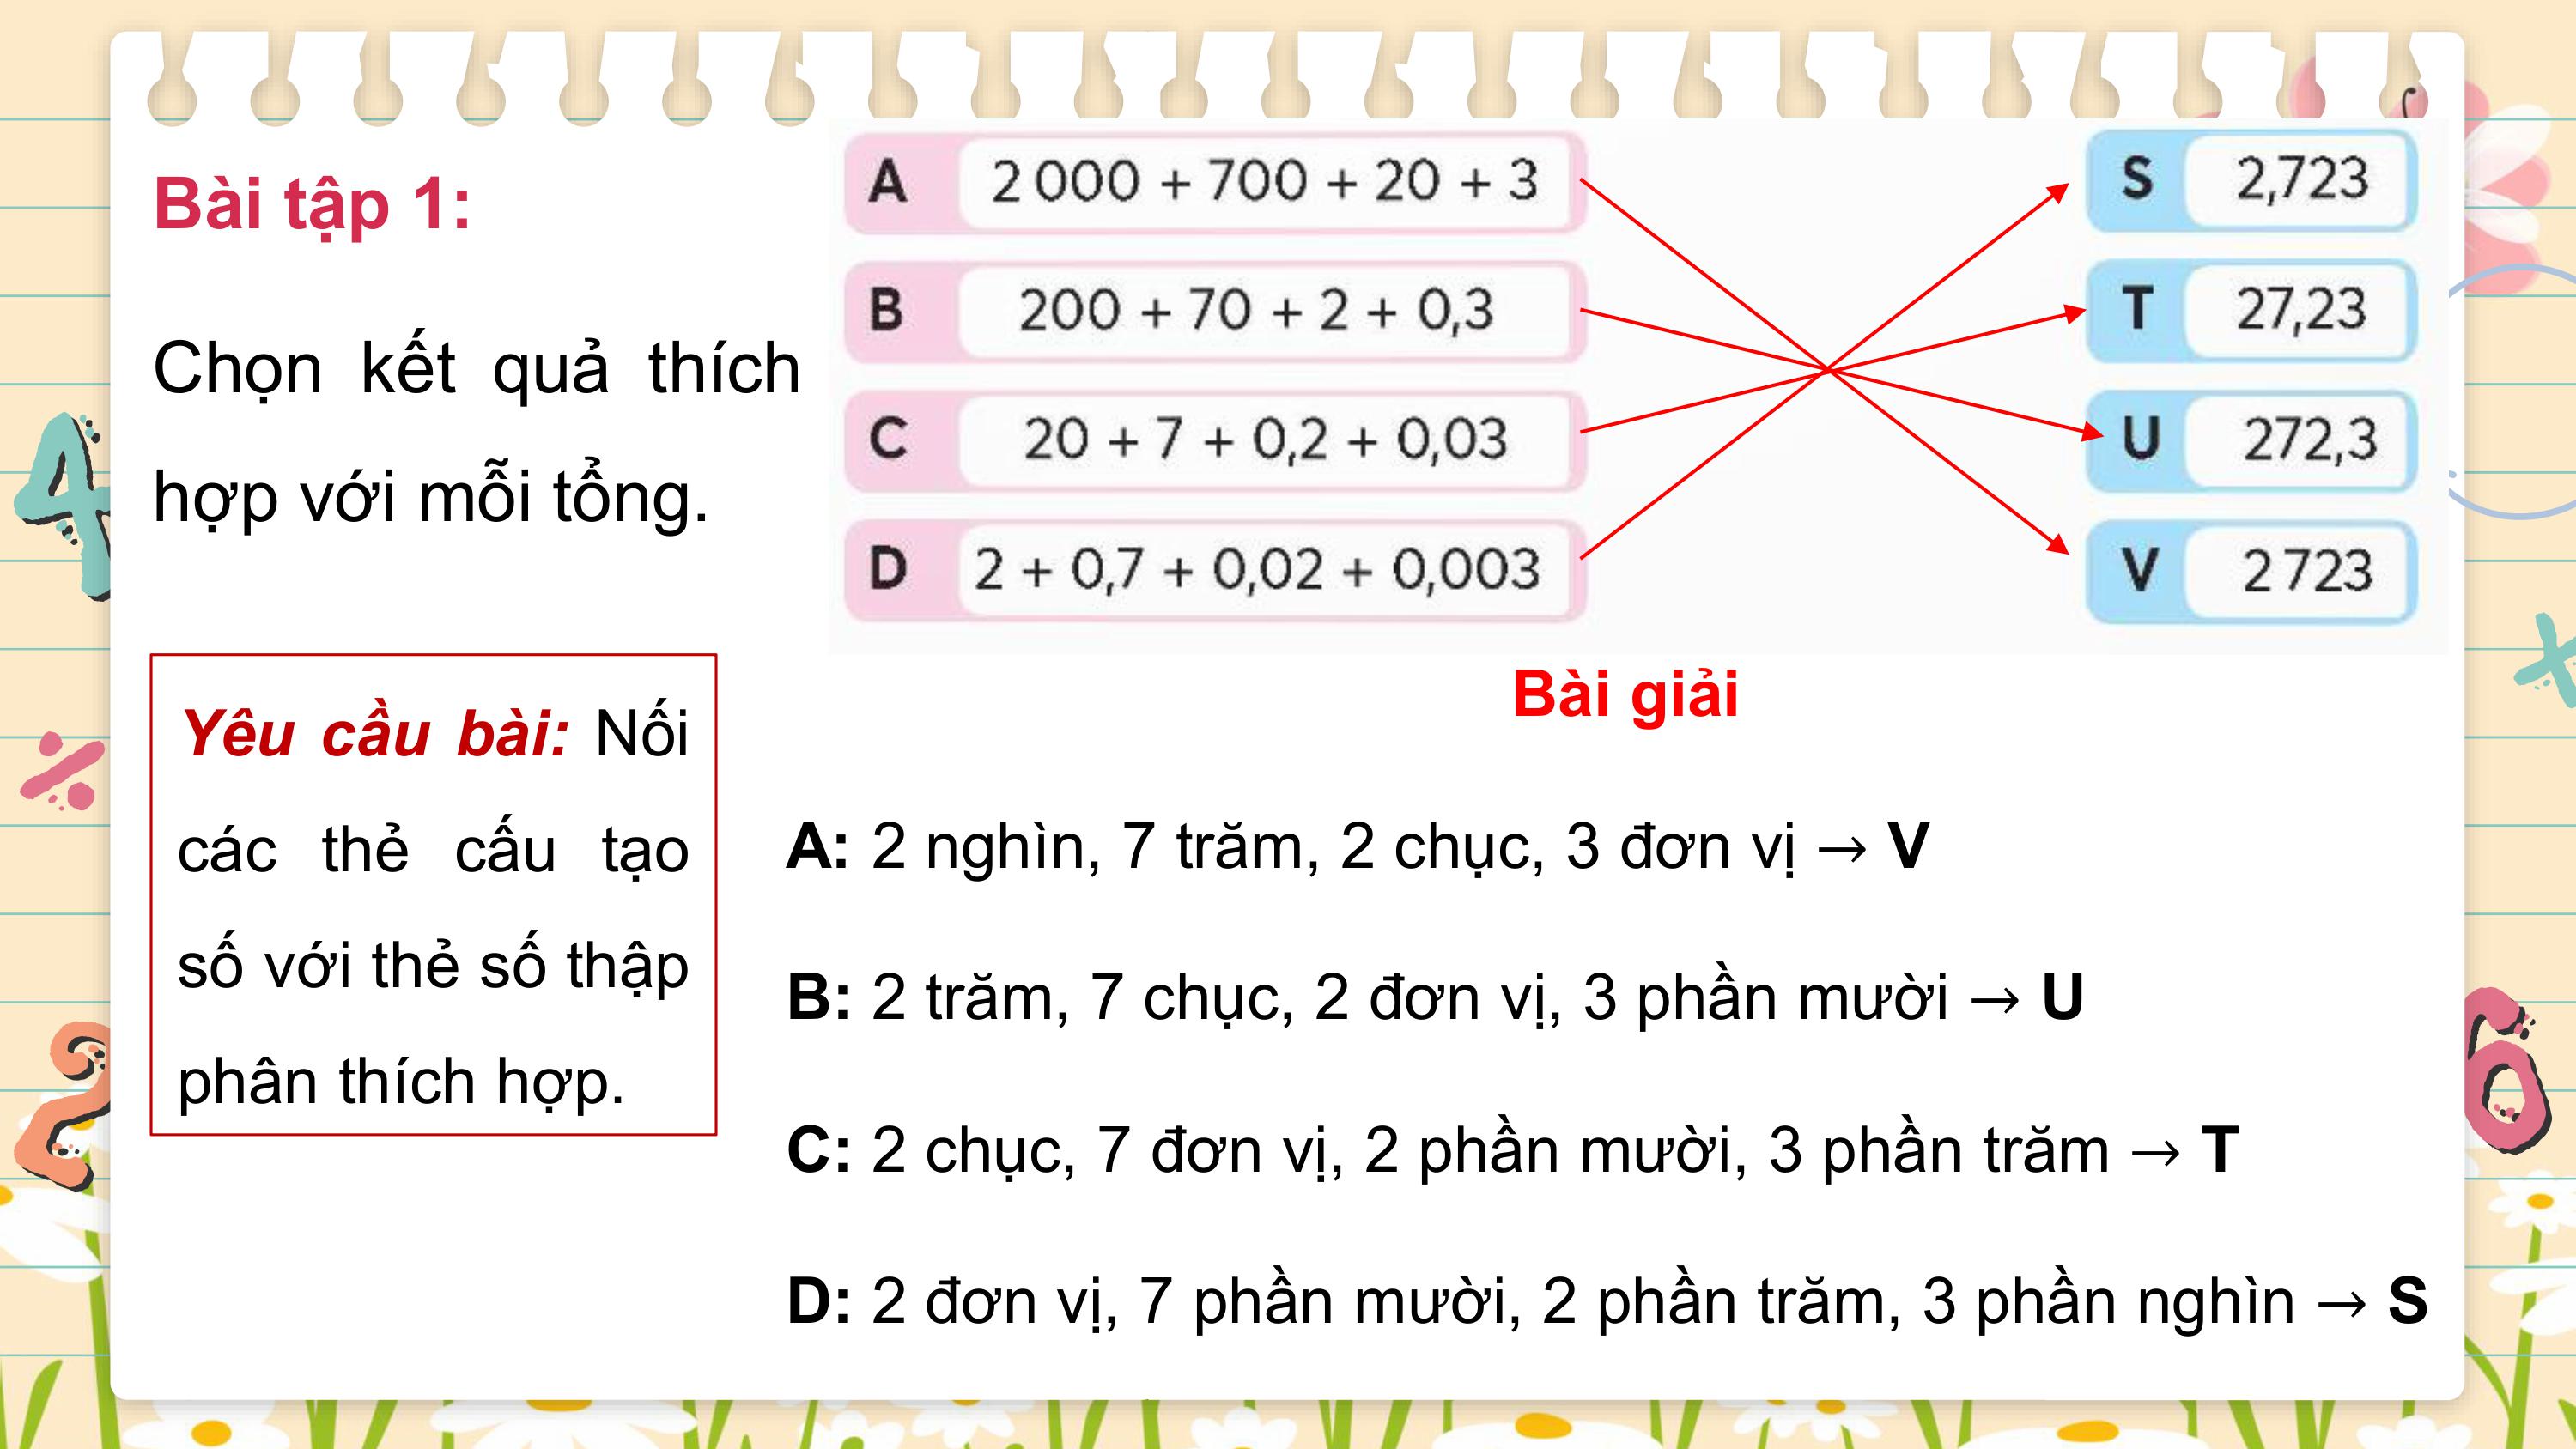 Bài tập 1:
Chọn kết quả thích
hợp với mỗi tổng.
A 2 000 + 700 + 20 + 3
B 200 + 70 + 2 + 0,3
C 20 + 7 + 0,2 + 0,03
D 2 + 0,7 + 0,02 + 0,003
S 2,723
T 27,23
U 272,3
V 2 723
Yêu cầu bài: Nối
các thẻ cấu tạo
số với thẻ số thập
phân thích hợp.
Bài giải
A: 2 nghìn, 7 trăm, 2 chục, 3 đơn vị → V
B: 2 trăm, 7 chục, 2 đơn vị, 3 phần mười → U
C: 2 chục, 7 đơn vị, 2 phần mười, 3 phần trăm → T
D: 2 đơn vị, 7 phần mười, 2 phần trăm, 3 phần nghìn → S
4
÷
2
x
6